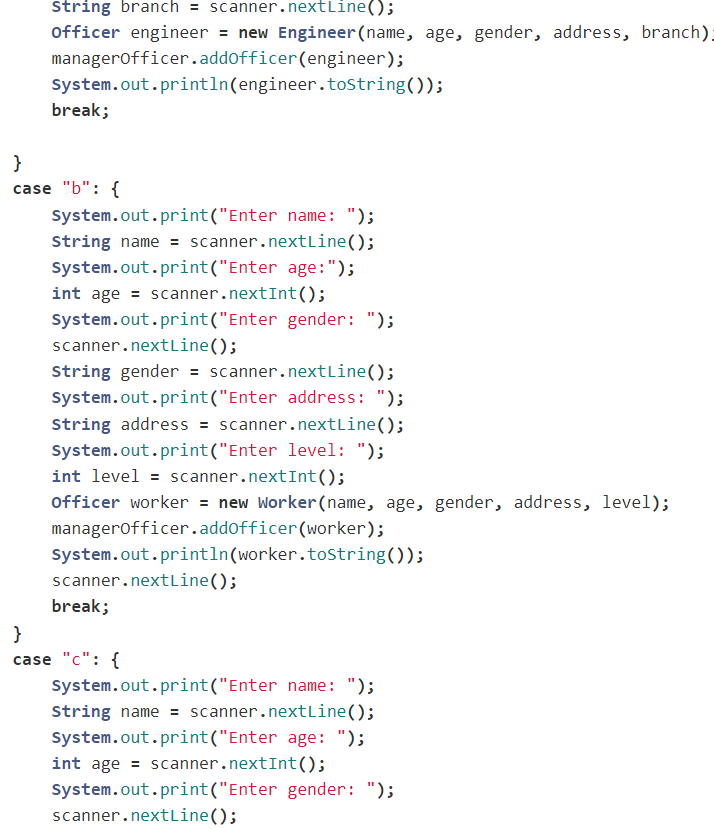 String branch = scanner.nextLine();
Officer engineer = new Engineer(name, age, gender, address, branch);
managerOfficer.addOfficer(engineer);
System.out.println(engineer.toString());
break;
}
case "b": {
System.out.print("Enter name: ");
String name = scanner.nextLine();
System.out.print("Enter age:");
int age = scanner.nextInt();
System.out.print("Enter gender: ");
scanner.nextLine();
String gender = scanner.nextLine();
System.out.print("Enter address: ");
String address = scanner.nextLine();
System.out.print("Enter level: ");
int level = scanner.nextInt();
Officer worker = new Worker(name, age, gender, address, level);
managerOfficer.addOfficer(worker);
System.out.println(worker.toString());
scanner.nextLine();
break;
}
case "c": {
System.out.print("Enter name: ");
String name = scanner.nextLine();
System.out.print("Enter age: ");
int age = scanner.nextInt();
System.out.print("Enter gender: ");
scanner.nextLine();